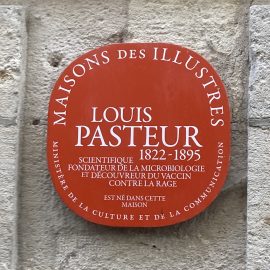 MAISONS DES ILLUSTRES
LOUIS
PASTEUR
1822-1895
SCIENTIFIQUE
FONDATEUR DE LA MICROBIOLOGIE
ET DÉCOUVREUR DU VACCIN
CONTRE LA RAGE
EST NÉ DANS CETTE
MAISON
MINISTÈRE DE LA CULTURE ET DE LA COMMUNICATION